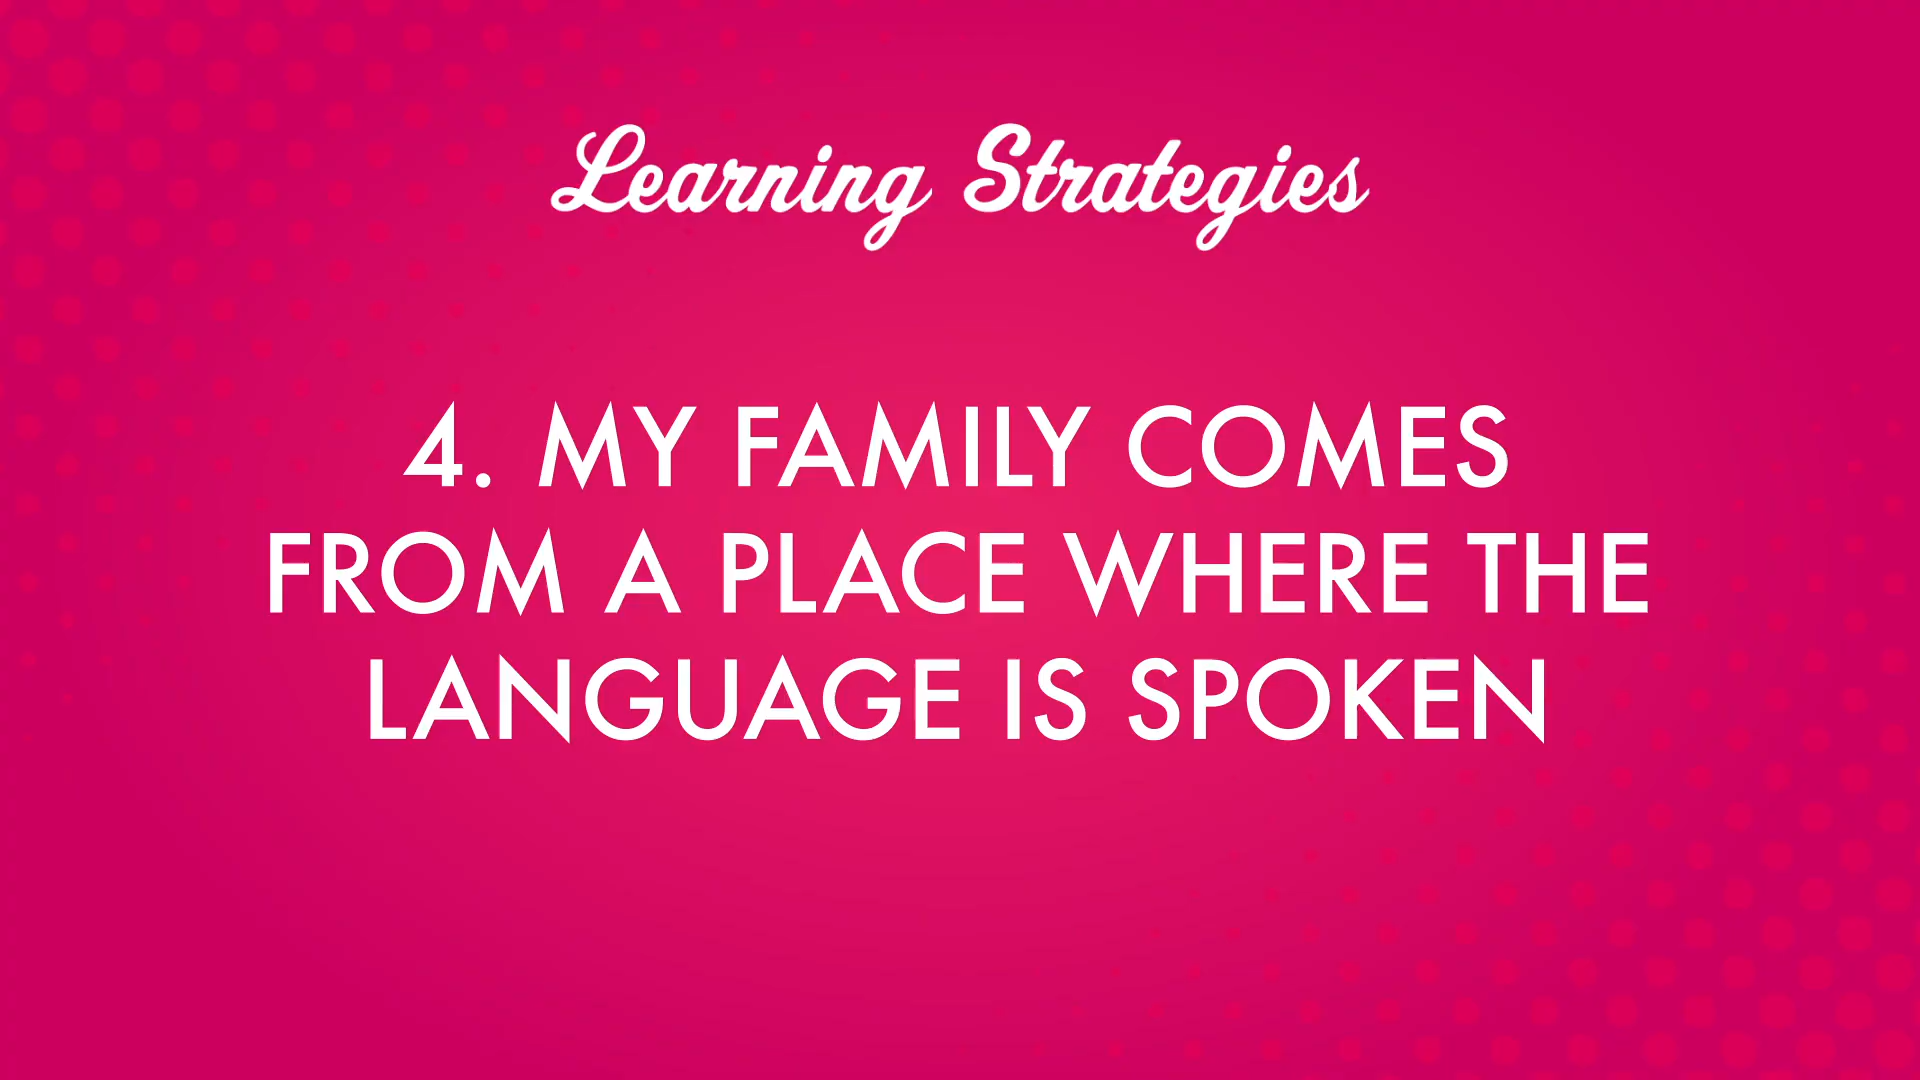 Learning Strategies
4. MY FAMILY COMES
FROM A PLACE WHERE THE
LANGUAGE IS SPOKEN